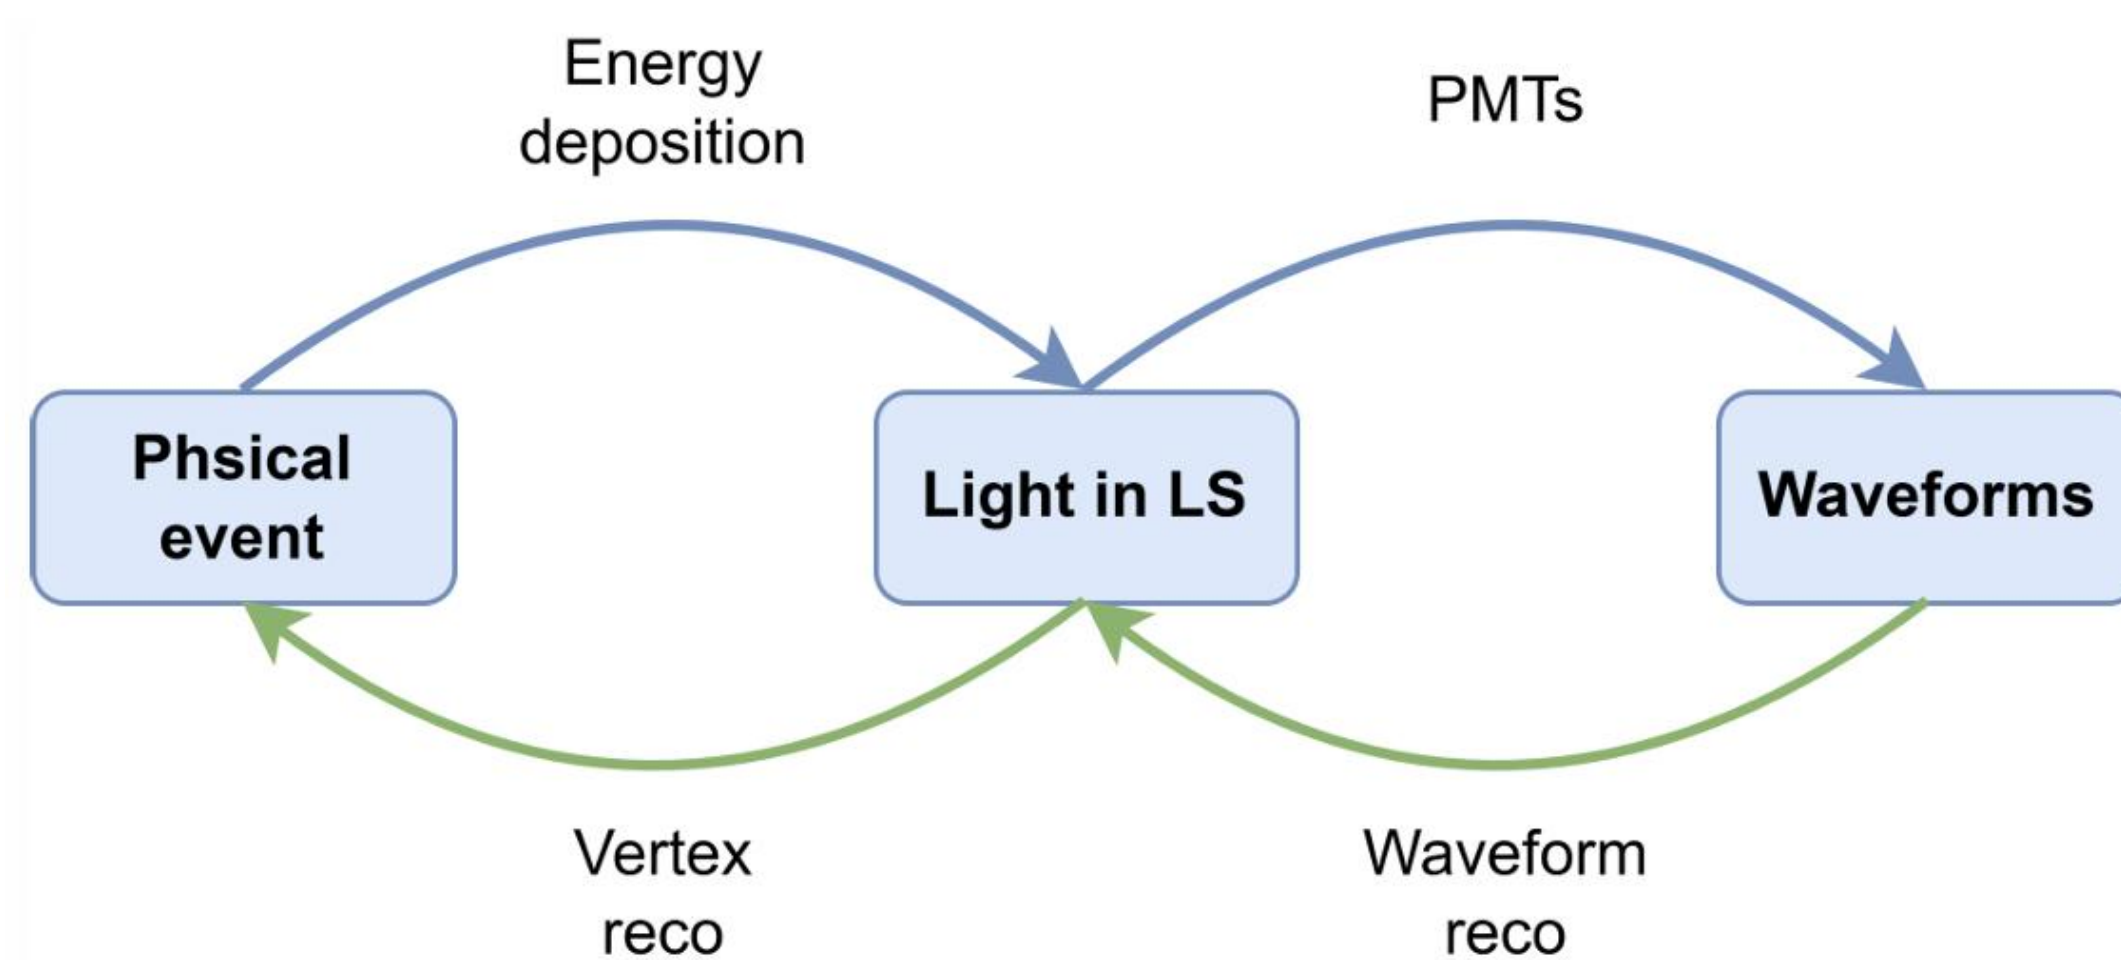 Energy
deposition
PMTs
Phsical
event
Light in LS
Waveforms
Vertex
reco
Waveform
reco